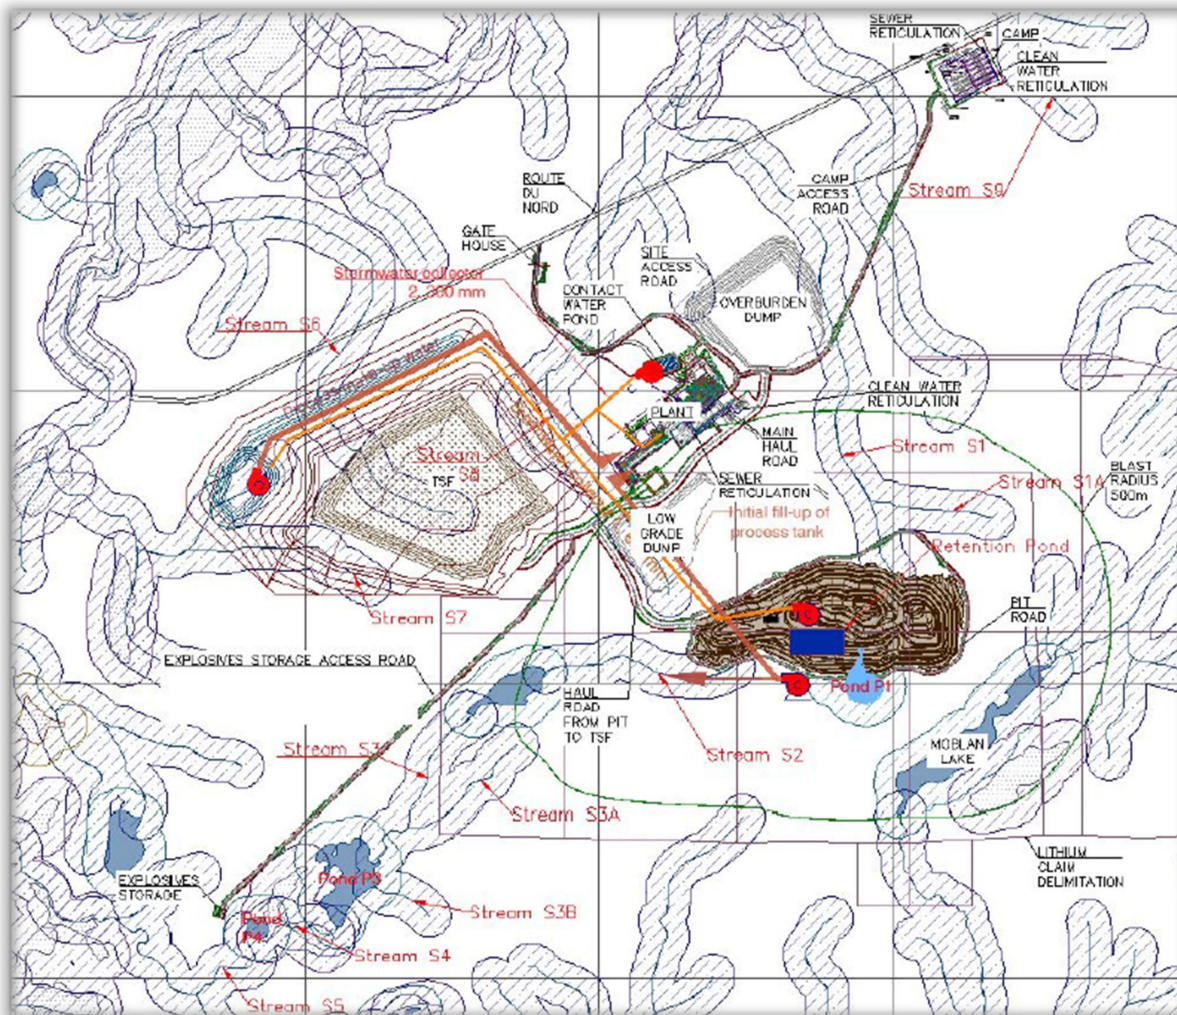 SEWER
RETICULATION
CAMP
CLEAN
WATER
RETICULATION
Stream S9
CAMP
ACCESS
ROAD
ROUTE
DU
NORD
GATE
HOUSE
SITE
ACCESS
ROAD
Stormwater collector
2,300 mm
CONTACT
WATER
POND
OVERBURDEN
DUMP
Stream S6
CLEAN WATER
RETICULATION
PLANT
MAIN
HAUL
ROAD
Stream S1
Stream
S8
TSF
SEWER
RETICULATION
BLAST
RADIUS
500m
Stream S1A
LOW
GRADE
DUMP
Initial fill-up of
process tank
Retention Pond
Stream S7
PIT
ROAD
EXPLOSIVES STORAGE ACCESS ROAD
HAUL
ROAD
FROM PIT
TO TSF
Pond P1
Stream S3
Stream S2
MOBLAN
LAKE
Stream S3A
LITHIUM
CLAIM
DELIMITATION
EXPLOSIVES
STORAGE
Pond P3
Stream S3B
Pond
P4
Stream S4
Stream S5